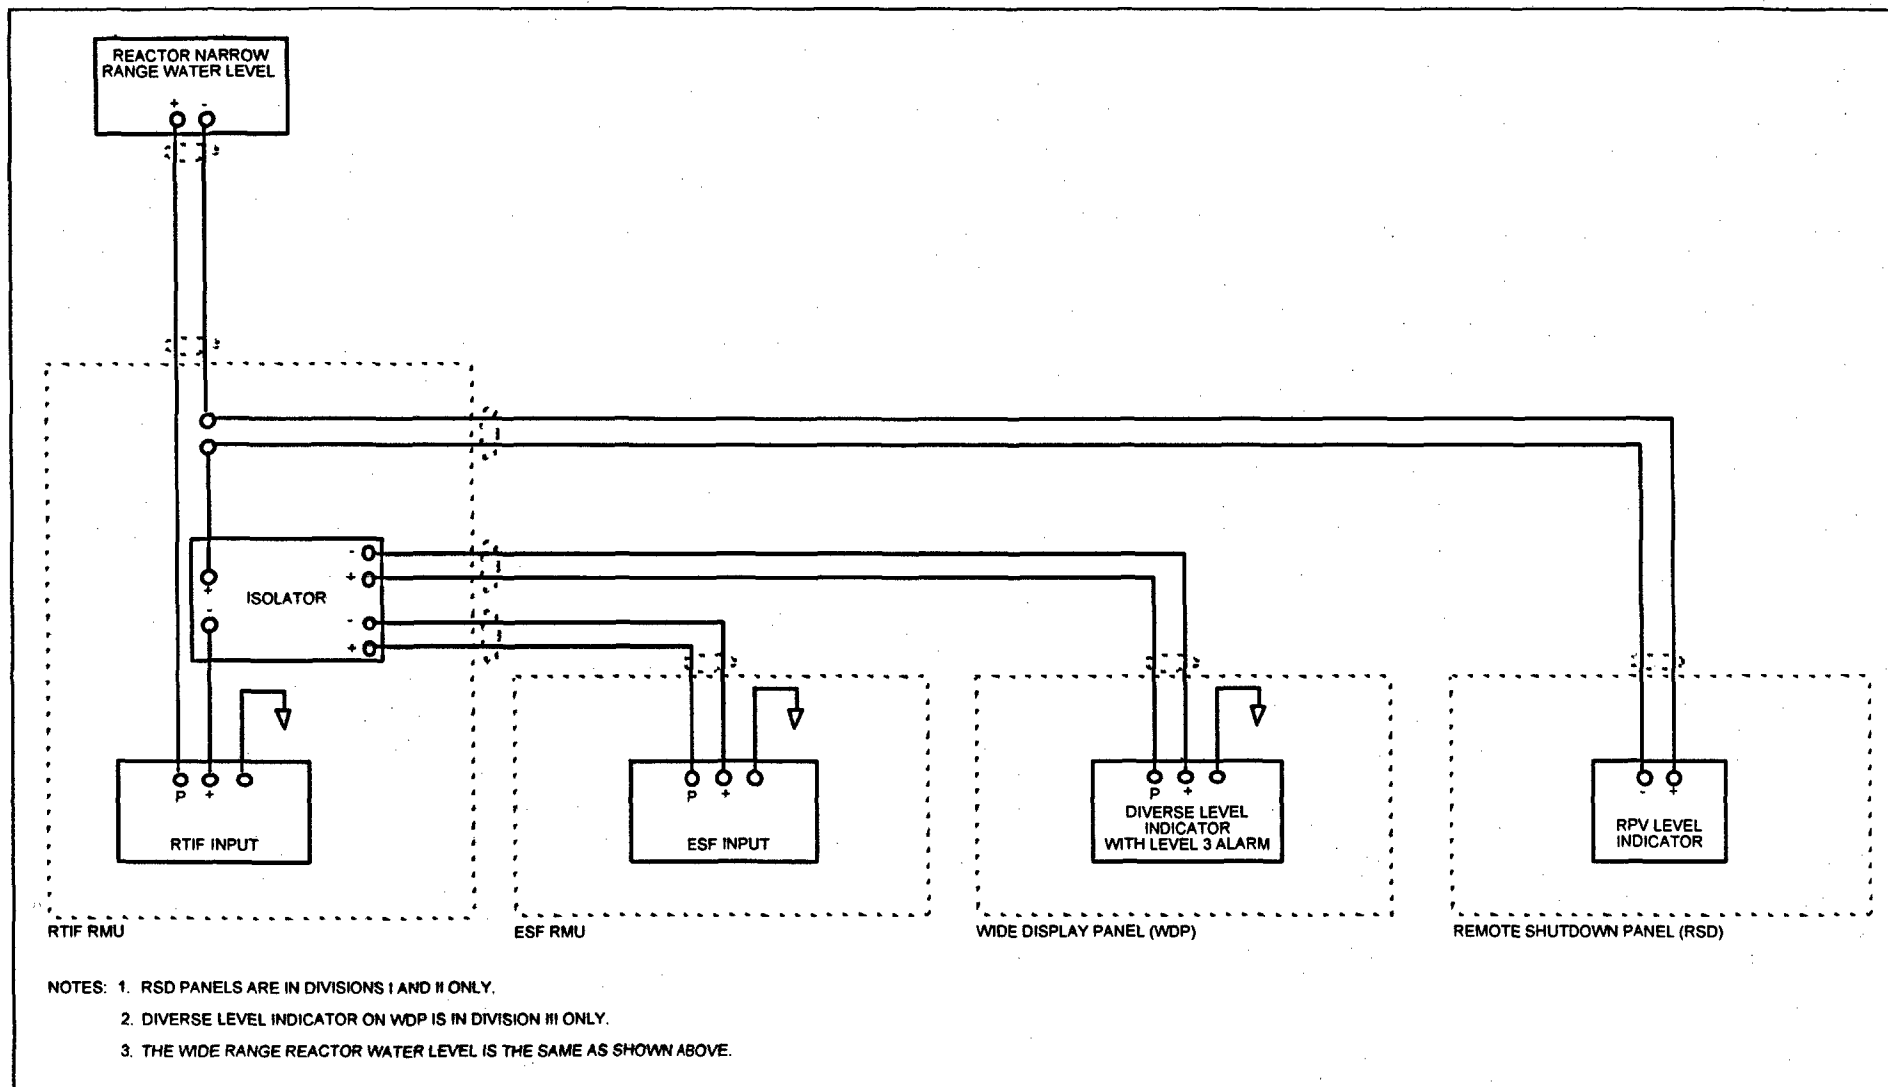 REACTOR NARROW
RANGE WATER LEVEL
+ -
- 
+
+
ISOLATOR
-
-
+
P +
RTIF INPUT
P +
ESF INPUT
P +
DIVERSE LEVEL
INDICATOR
WITH LEVEL 3 ALARM
- +
RPV LEVEL
INDICATOR
RTIF RMU
ESF RMU
WIDE DISPLAY PANEL (WDP)
REMOTE SHUTDOWN PANEL (RSD)
NOTES: 1. RSD PANELS ARE IN DIVISIONS I AND II ONLY.
2. DIVERSE LEVEL INDICATOR ON WDP IS IN DIVISION III ONLY.
3. THE WIDE RANGE REACTOR WATER LEVEL IS THE SAME AS SHOWN ABOVE.